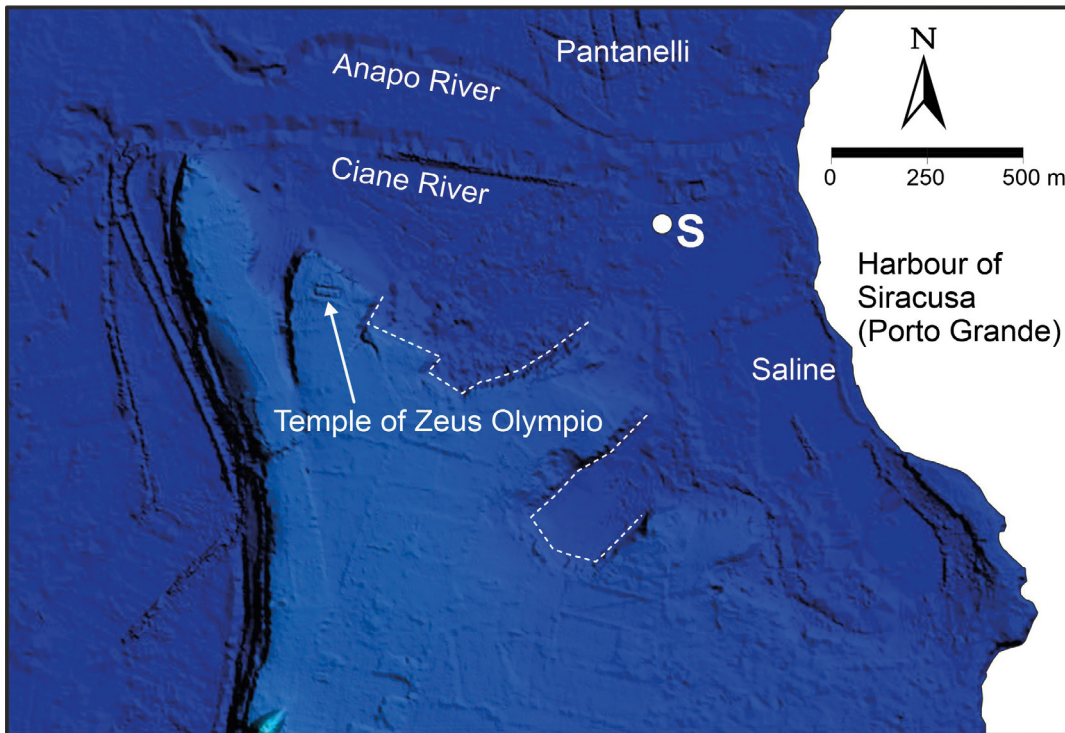 Pantanelli
N
Anapo River
0 250 500 m
Ciane River
S
Harbour of
Siracusa
(Porto Grande)
Saline
Temple of Zeus Olympio